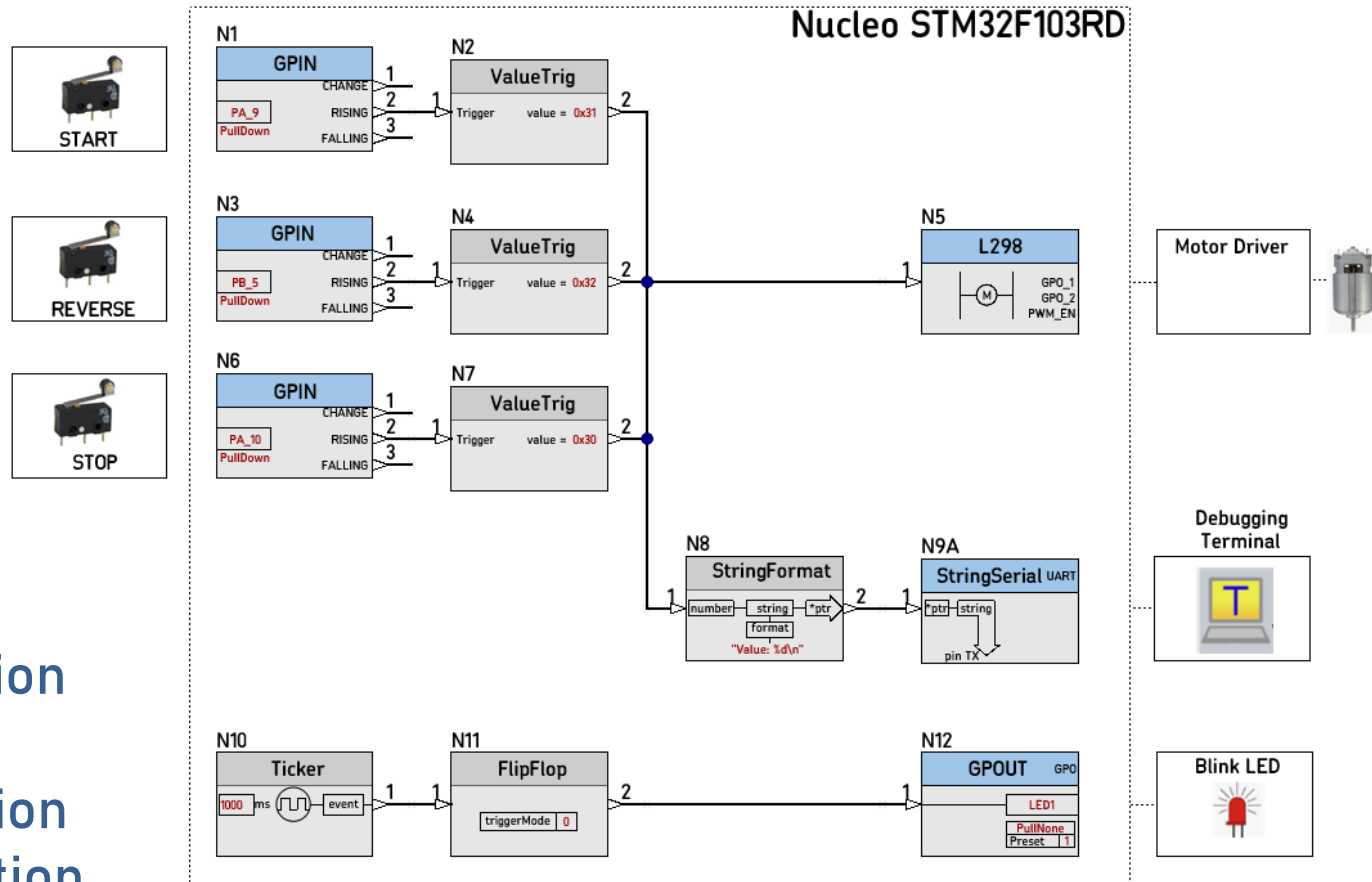 Nucleo STM32F103RD
START
N1
GPIN
CHANGE 1
PA_9 RISING 2
PullDown
FALLING 3
N2
ValueTrig
1 Trigger value = 0x31 2
REVERSE
N3
GPIN
CHANGE 1
PB_5 RISING 2
PullDown
FALLING 3
N4
ValueTrig
1 Trigger value = 0x32 2
N5
L298
1
M
GPO_1
GPO_2
PWM_EN
Motor Driver
STOP
N6
GPIN
CHANGE 1
PA_10 RISING 2
PullDown
FALLING 3
N7
ValueTrig
1 Trigger value = 0x30 2
N8
StringFormat
1 number string *ptr 2
format
"Value: %d\n"
N9A
StringSerial UART
1 *ptr string
pin TX
Debugging
Terminal
T
ion
ion
tion
N10
Ticker
1000 ms event 1
N11
FlipFlop
1 2
triggerMode 0
N12
GPOUT GPO
1 LED1
PullNone
Preset 1
Blink LED